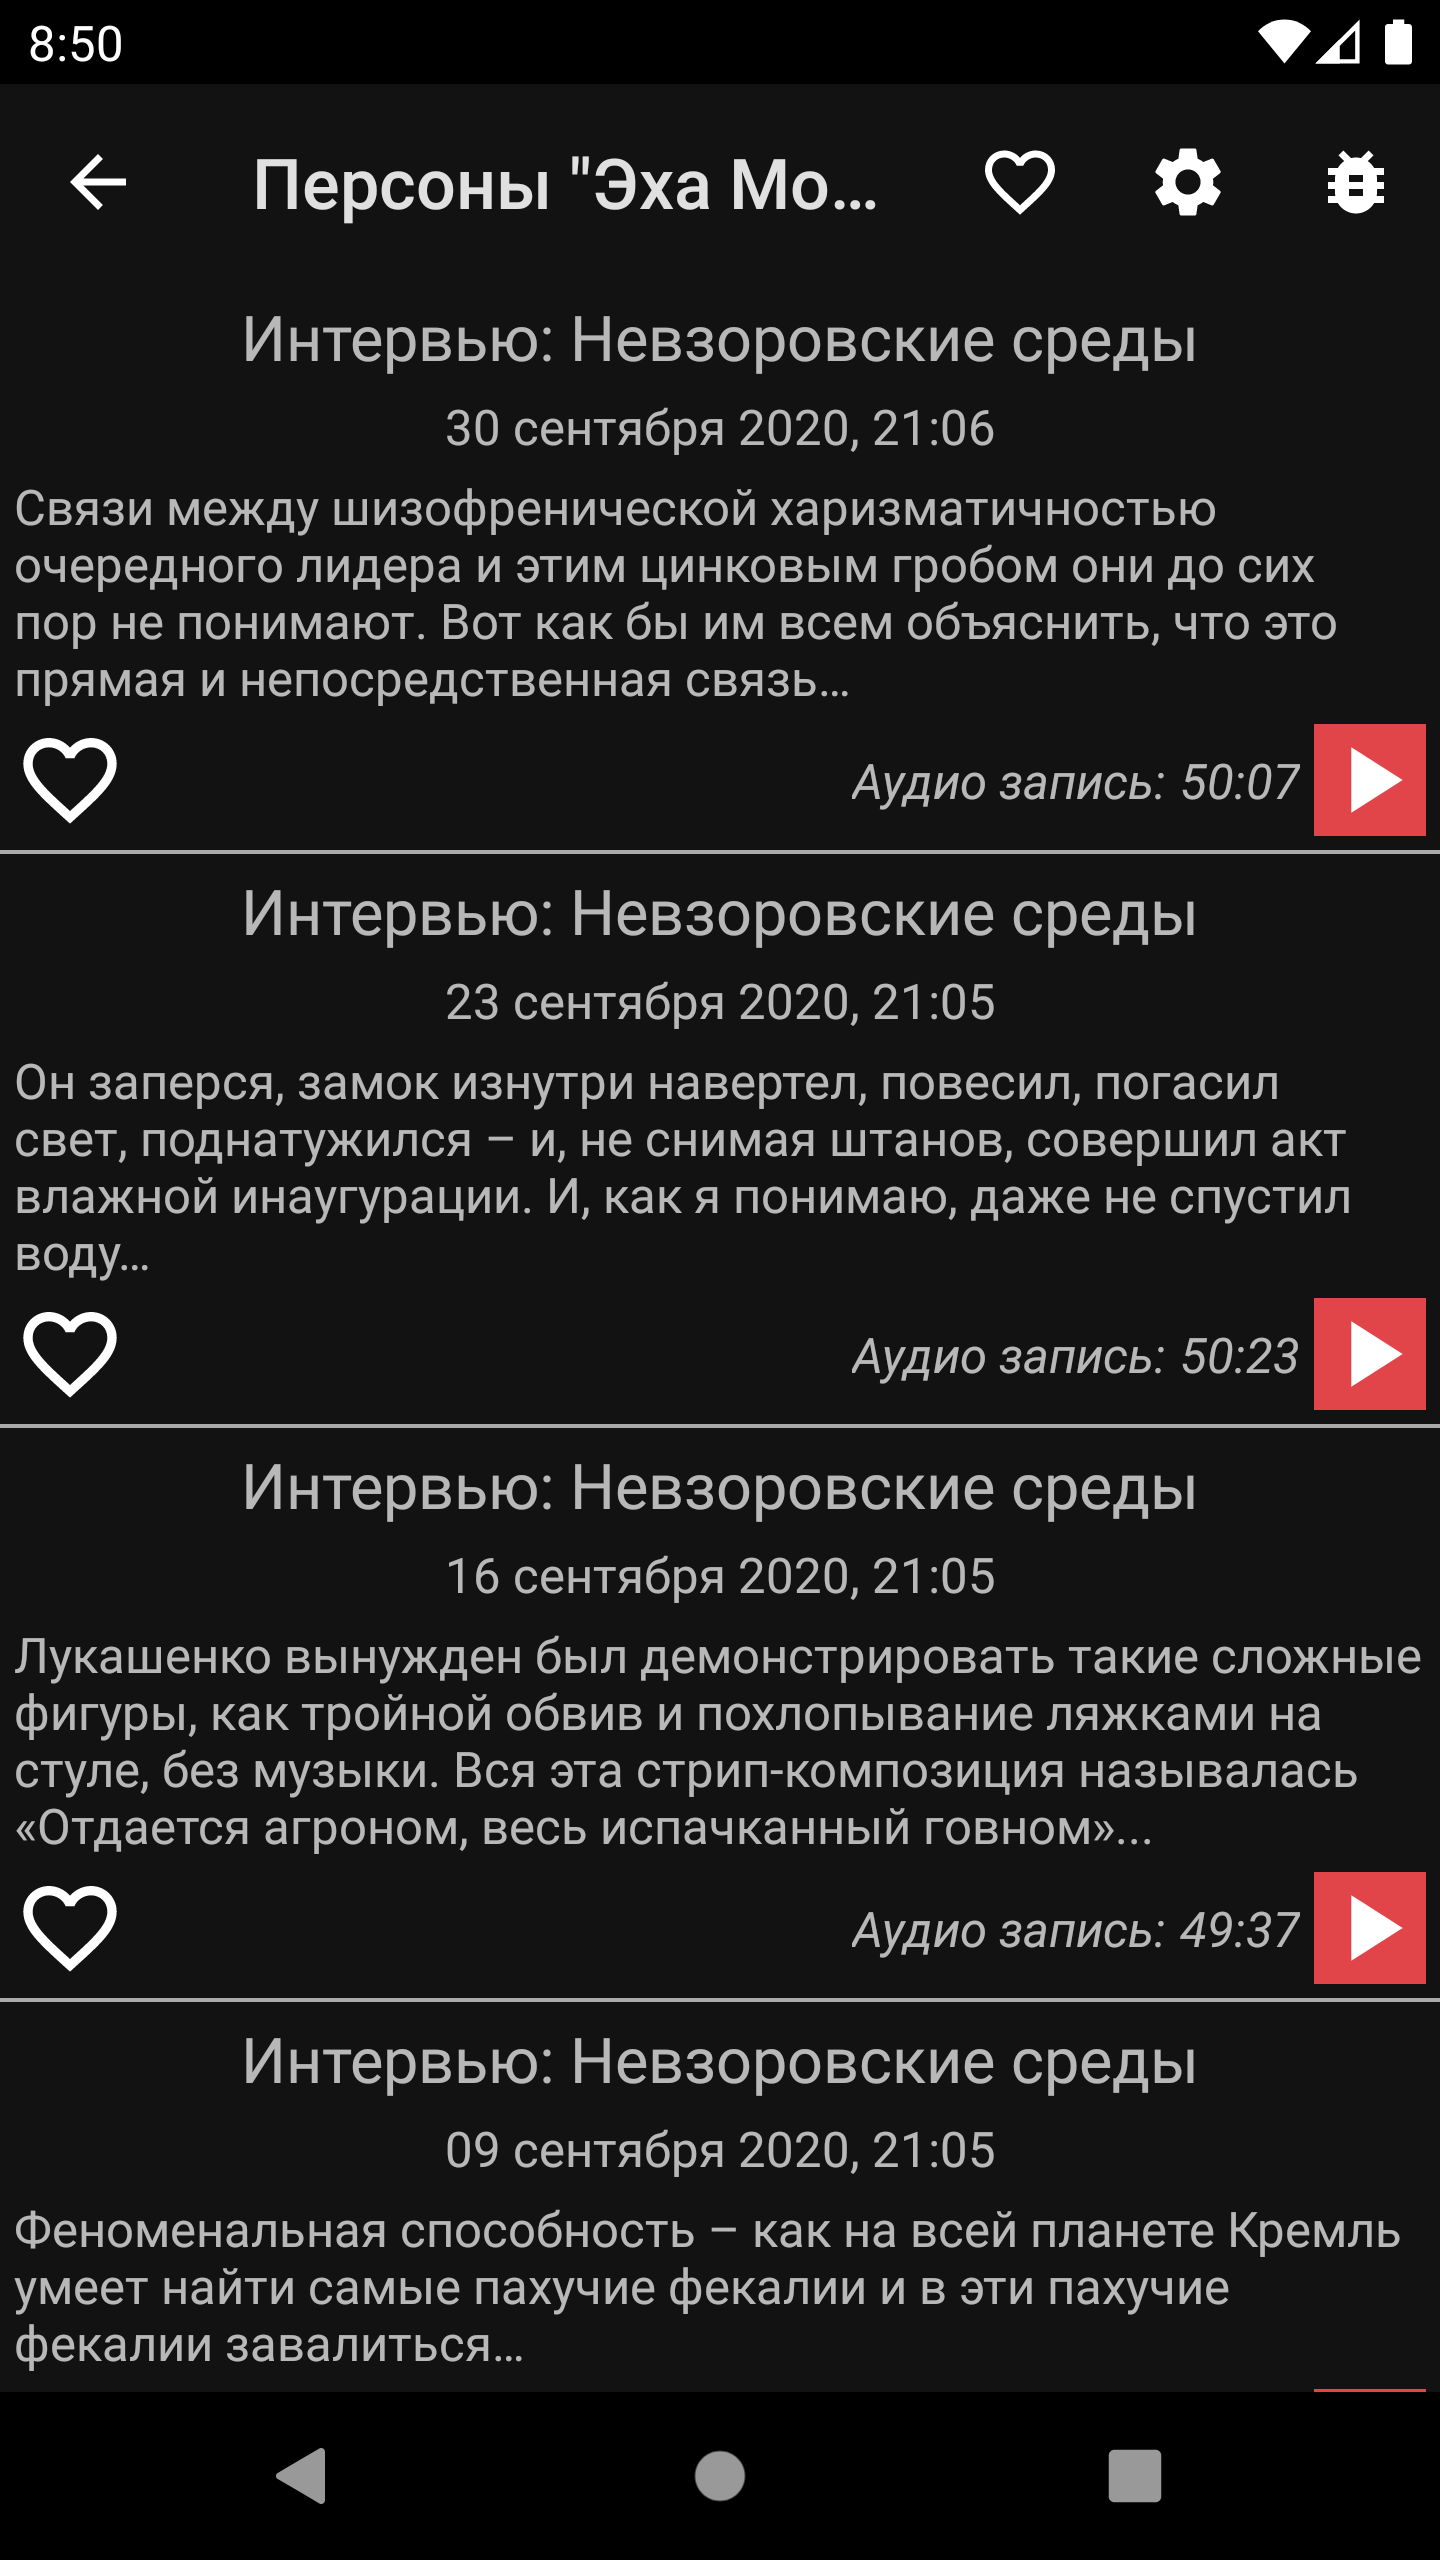 8:50
Персоны "Эха Мо...
Интервью: Невзоровские среды
30 сентября 2020, 21:06
Связи между шизофренической харизматичностью
очередного лидера и этим цинковым гробом они до сих
пор не понимают. Вот как бы им всем объяснить, что это
прямая и непосредственная связь…
Аудио запись: 50:07
Интервью: Невзоровские среды
23 сентября 2020, 21:05
Он заперся, замок изнутри навертел, повесил, погасил
свет, поднатужился – и, не снимая штанов, совершил акт
влажной инаугурации. И, как я понимаю, даже не спустил
воду…
Аудио запись: 50:23
Интервью: Невзоровские среды
16 сентября 2020, 21:05
Лукашенко вынужден был демонстрировать такие сложные
фигуры, как тройной обвив и похлопывание ляжками на
стуле, без музыки. Вся эта стрип-композиция называлась
«Отдается агроном, весь испачканный говном»...
Аудио запись: 49:37
Интервью: Невзоровские среды
09 сентября 2020, 21:05
Феноменальная способность – как на всей планете Кремль
умеет найти самые пахучие фекалии и в эти пахучие
фекалии завалиться…